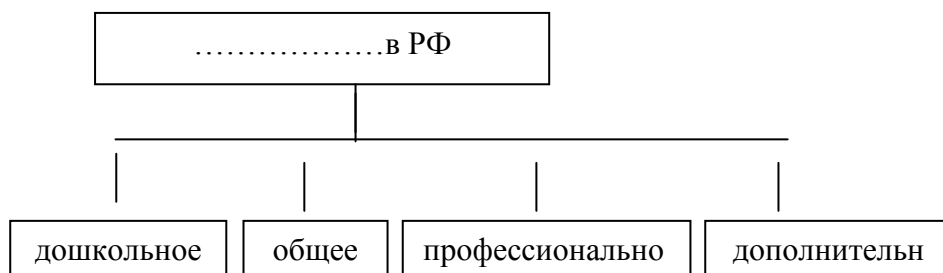 ………………в РФ
дошкольное
общее
профессионально
дополнительн